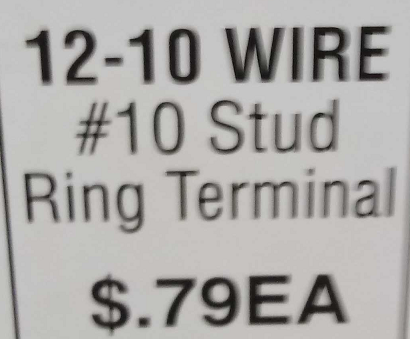 12-10 WIRE
#10 Stud
Ring Terminal
$.79EA